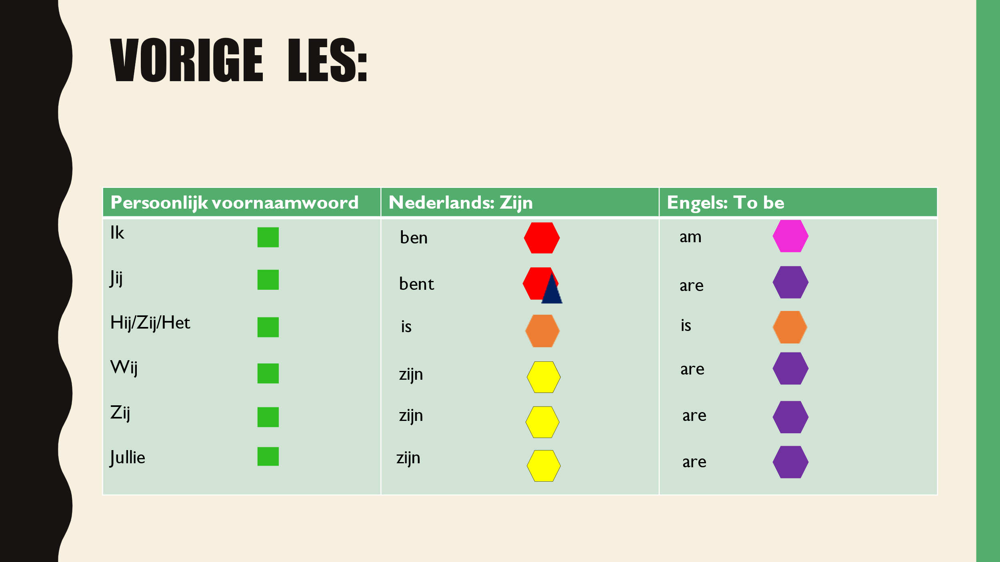 VORIGE LES:
Persoonlijk voornaamwoord Nederlands: Zijn Engels: To be
Ik ben am
Jij bent are
Hij/Zij/Het is is
Wij zijn are
Zij zijn are
Jullie zijn are